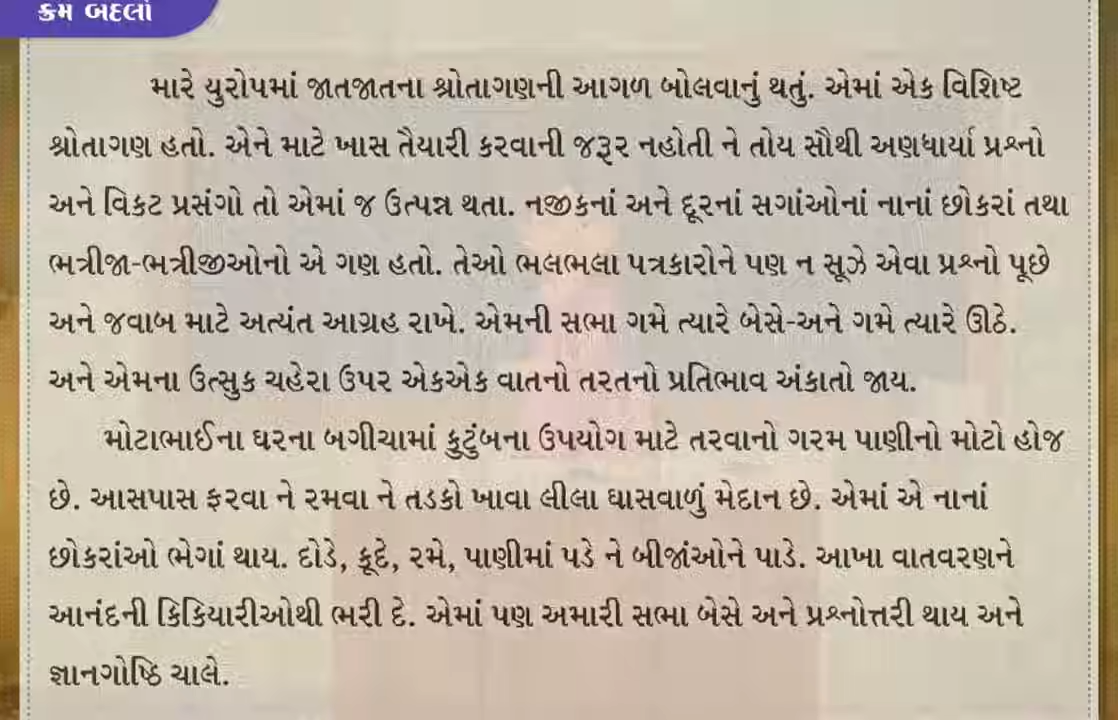 ક્રમ બદલો
મારે યુરોપમાં જાતજાતના શ્રોતાગણની આગળ બોલવાનું થતું. એમાં એક વિશિષ્ટ
શ્રોતાગણ હતો. એને માટે ખાસ તૈયારી કરવાની જરૂર નહોતી ને તોય સૌથી અણધાર્યા પ્રશ્નો
અને વિકટ પ્રસંગો તો એમાં જ ઉત્પન્ન થતા. નજીકનાં અને દૂરનાં સગાંઓનાં નાનાં છોકરાં તથા
ભત્રીજા-ભત્રીજીઓનો એ ગણ હતો. તેઓ ભલભલા પત્રકારોને પણ ન સૂઝે એવા પ્રશ્નો પૂછે
અને જવાબ માટે અત્યંત આગ્રહ રાખે. એમની સભા ગમે ત્યારે બેસે-અને ગમે ત્યારે ઊઠે.
અને એમના ઉત્સુક ચહેરા ઉપર એકએક વાતનો તરતનો પ્રતિભાવ અંકાતો જાય.
મોટાભાઈના ઘરના બગીચામાં કુટુંબના ઉપયોગ માટે તરવાનો ગરમ પાણીનો મોટો હોજ
છે. આસપાસ ફરવા ને રમવા ને તડકો ખાવા લીલા ઘાસવાળું મેદાન છે. એમાં એ નાનાં
છોકરાંઓ ભેગાં થાય. દોડે, કૂદે, રમે, પાણીમાં પડે ને બીજાંઓને પાડે. આખા વાતવરણને
આનંદની કિકિયારીઓથી ભરી દે. એમાં પણ અમારી સભા બેસે અને પ્રશ્નોત્તરી થાય અને
જ્ઞાનગોષ્ઠિ ચાલે.